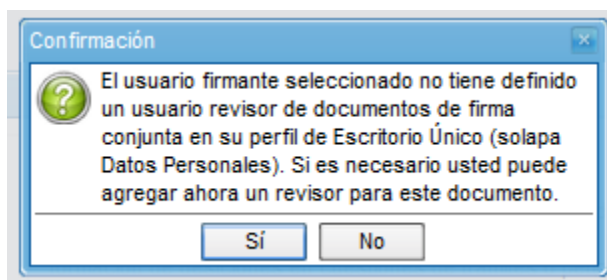 Confirmación
El usuario firmante seleccionado no tiene definido
un usuario revisor de documentos de firma
conjunta en su perfil de Escritorio Único (solapa
Datos Personales). Si es necesario usted puede
agregar ahora un revisor para este documento.
Sí No